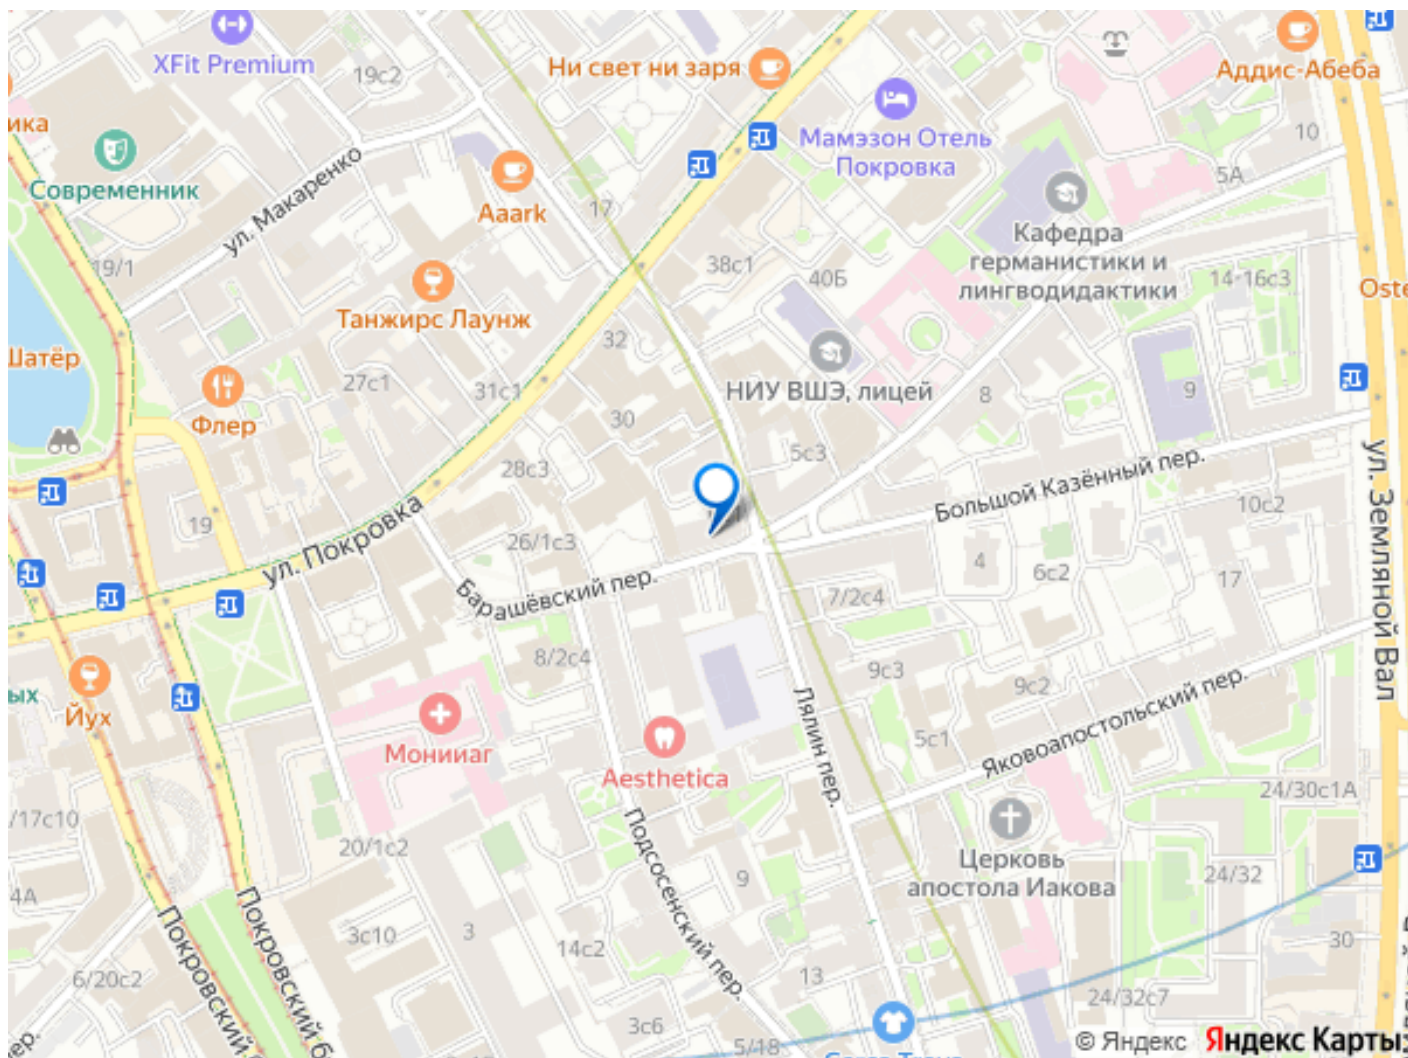 XFit Premium
19с2
Ни свет ни заря
Аддис-Абеба
ика
Современник
ул. Макаренко
Мамэзон Отель
Покровка
10
5А
Aaark
17
19/1
38с1
40Б
Кафедра
германистики и
лингводидактики
14-16с3
Oste
Танжирс Лаунж
32
Шатёр
27с1
31с1
НИУ ВШЭ, лицей
8
9
Флер
30
28с3
5с3
Большой Казённый пер.
10с2
ул. Земляной Вал
19
ул. Покровка
26/1с3
Барашёвский пер.
4
6с2
17
7/2с4
8/2с4
9с3
9с2
ых
Йух
Мониир
Aesthetica
Лялин пер.
5с1
Яковоапостольский пер.
24/30с1А
/17с10
20/1с2
Подсосенский пер.
Церковь
апостола Иакова
24/32
4А
9
Покровский б
Покровский б
3с10
3
14с2
13
30
6/20с2
24/32с7
3с6
5/18
ер.
© Яндекс Яндекс Карты